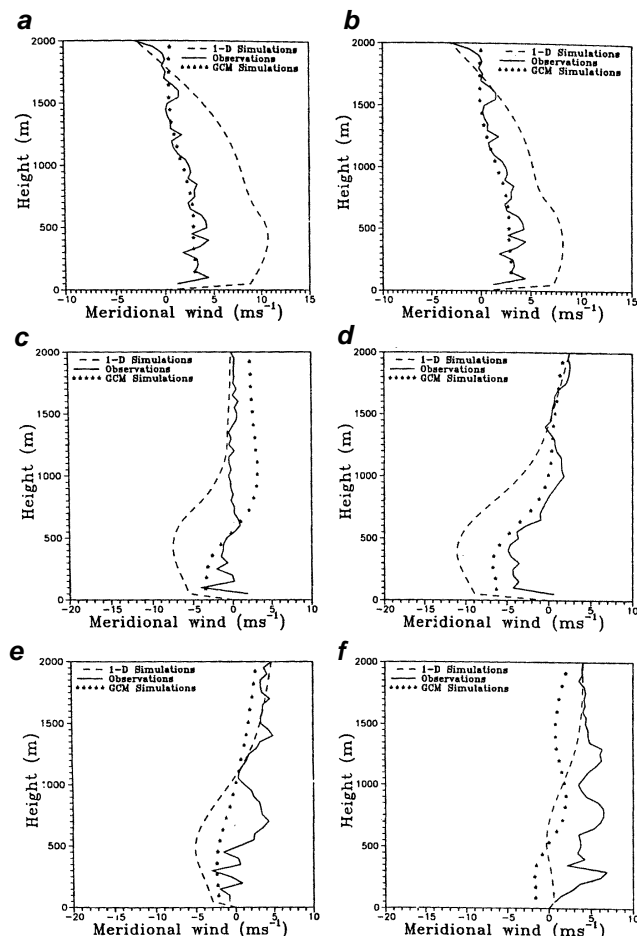 a
2000
1500
1000
500
0
Height (m)
1-D Simulations
Observations
GCM Simulations
-10 -5 0 5 10 15
Meridional wind (ms-1)
b
2000
1500
1000
500
0
Height (m)
1-D Simulations
Observations
GCM Simulations
-10 -5 0 5 10 15
Meridional wind (ms-1)
c
2000
1500
1000
500
0
Height (m)
1-D Simulations
Observations
GCM Simulations
-20 -15 -10 -5 0 5 10
Meridional wind (ms-1)
d
2000
1500
1000
500
0
Height (m)
1-D Simulations
Observations
GCM Simulations
-20 -15 -10 -5 0 5 10
Meridional wind (ms-1)
e
2000
1500
1000
500
0
Height (m)
1-D Simulations
Observations
GCM Simulations
-20 -15 -10 -5 0 5 10
Meridional wind (ms-1)
f
2000
1500
1000
500
0
Height (m)
1-D Simulations
Observations
GCM Simulations
-20 -15 -10 -5 0 5 10
Meridional wind (ms-1)